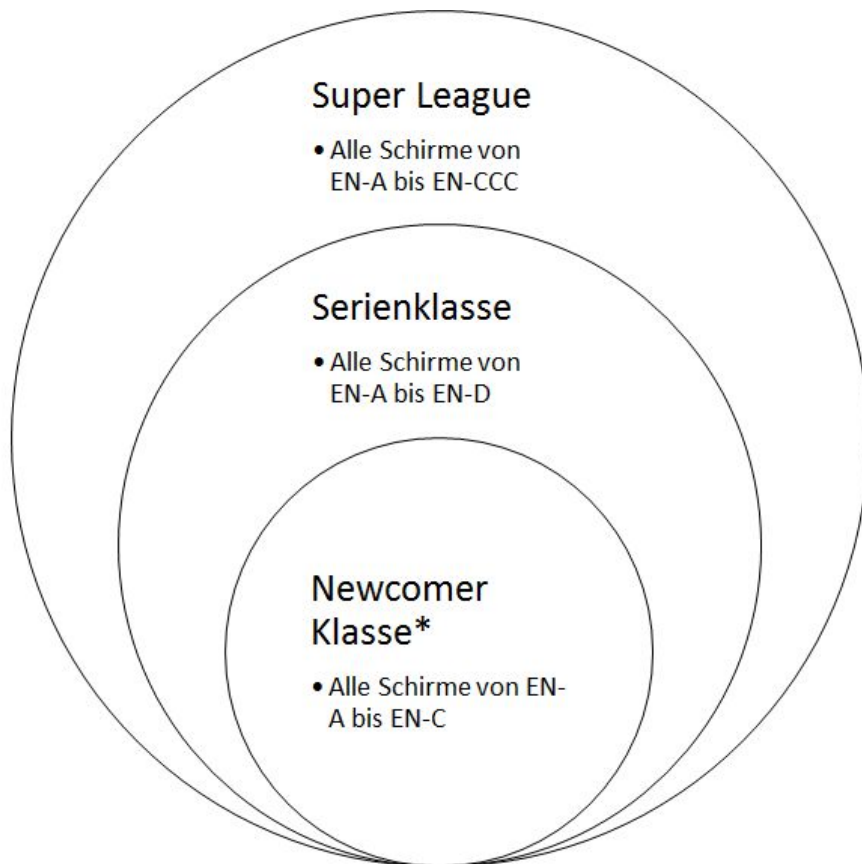 Super League
• Alle Schirme von
EN-A bis EN-CCC
Serienklasse
• Alle Schirme von
EN-A bis EN-D
Newcomer
Klasse*
• Alle Schirme von EN-
A bis EN-C